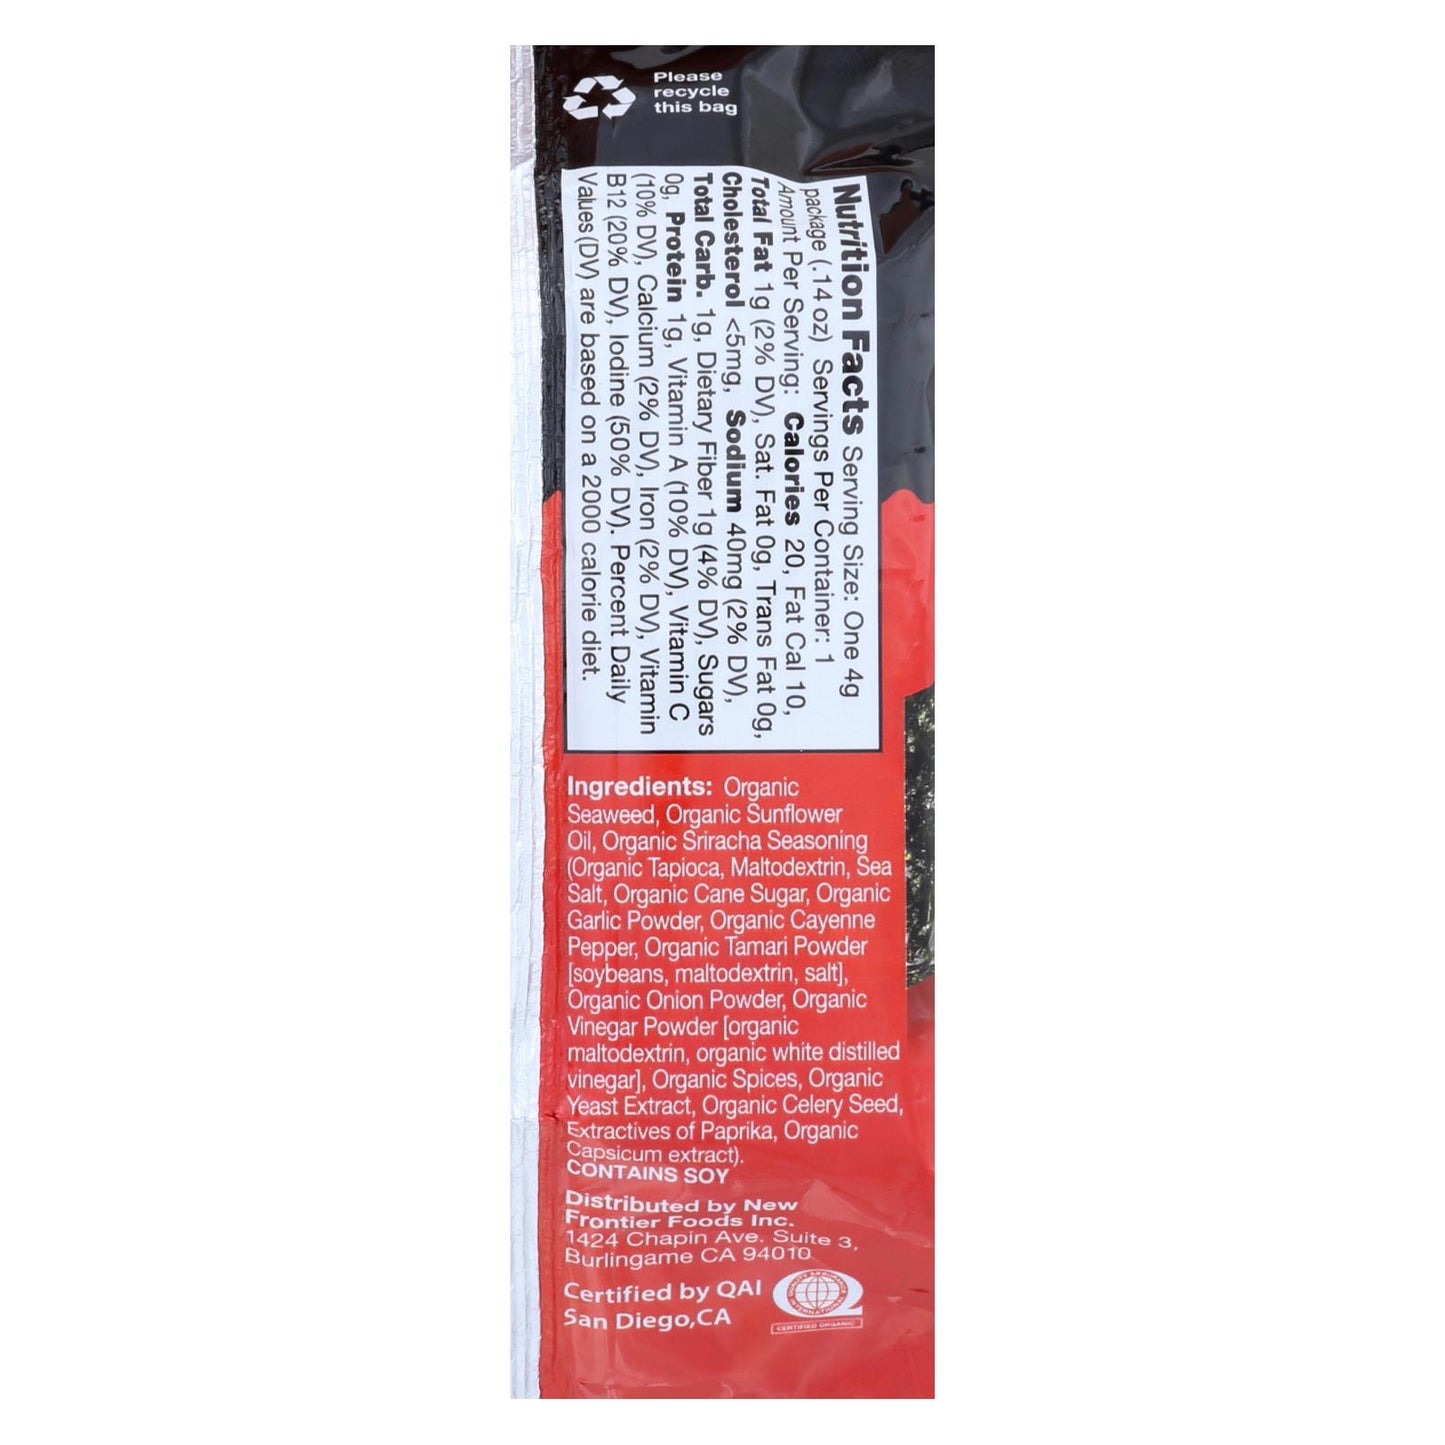 Please
recycle
this bag
Nutrition Facts Serving Size: One 4g
package (.14 oz) Servings Per Container: 1
Amount Per Serving: Calories 20, Fat Cal 10,
Total Fat 1g (2% DV), Sat. Fat 0g, Trans Fat 0g,
Cholesterol <5mg, Sodium 40mg (2% DV),
Total Carb. 1g, Dietary Fiber 1g (4% DV), Sugars
0g, Protein 1g, Vitamin A (10% DV), Vitamin C
(10% DV), Calcium (2% DV), Iron (2% DV), Vitamin
B12 (20% DV), Iodine (50% DV). Percent Daily
Values (DV) are based on a 2000 calorie diet.
Ingredients: Organic
Seaweed, Organic Sunflower
Oil, Organic Sriracha Seasoning
(Organic Tapioca, Maltodextrin, Sea
Salt, Organic Cane Sugar, Organic
Garlic Powder, Organic Cayenne
Pepper, Organic Tamari Powder
[soybeans, maltodextrin, salt],
Organic Onion Powder, Organic
Vinegar Powder [organic
maltodextrin, organic white distilled
vinegar], Organic Spices, Organic
Yeast Extract, Organic Celery Seed,
Extractives of Paprika, Organic
Capsicum extract).
CONTAINS SOY
Distributed by New
Frontier Foods Inc.
1424 Chapin Ave. Suite 3,
Burlingame CA 94010
Certified by QAI
San Diego,CA
QUALITY ASSURANCE
INTERNATIONAL
CERTIFIED ORGANIC